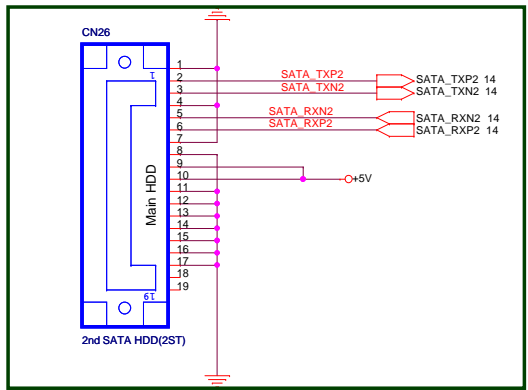 CN26
1
2 SATA_TXP2 SATA_TXP2 14
3 SATA_TXN2 SATA_TXN2 14
4
5 SATA_RXN2 SATA_RXN2 14
6 SATA_RXP2 SATA_RXP2 14
7
8
9
10 +5V
11
12
13
14
15
16
17
18
19
1
Main HDD
19
2nd SATA HDD(2ST)